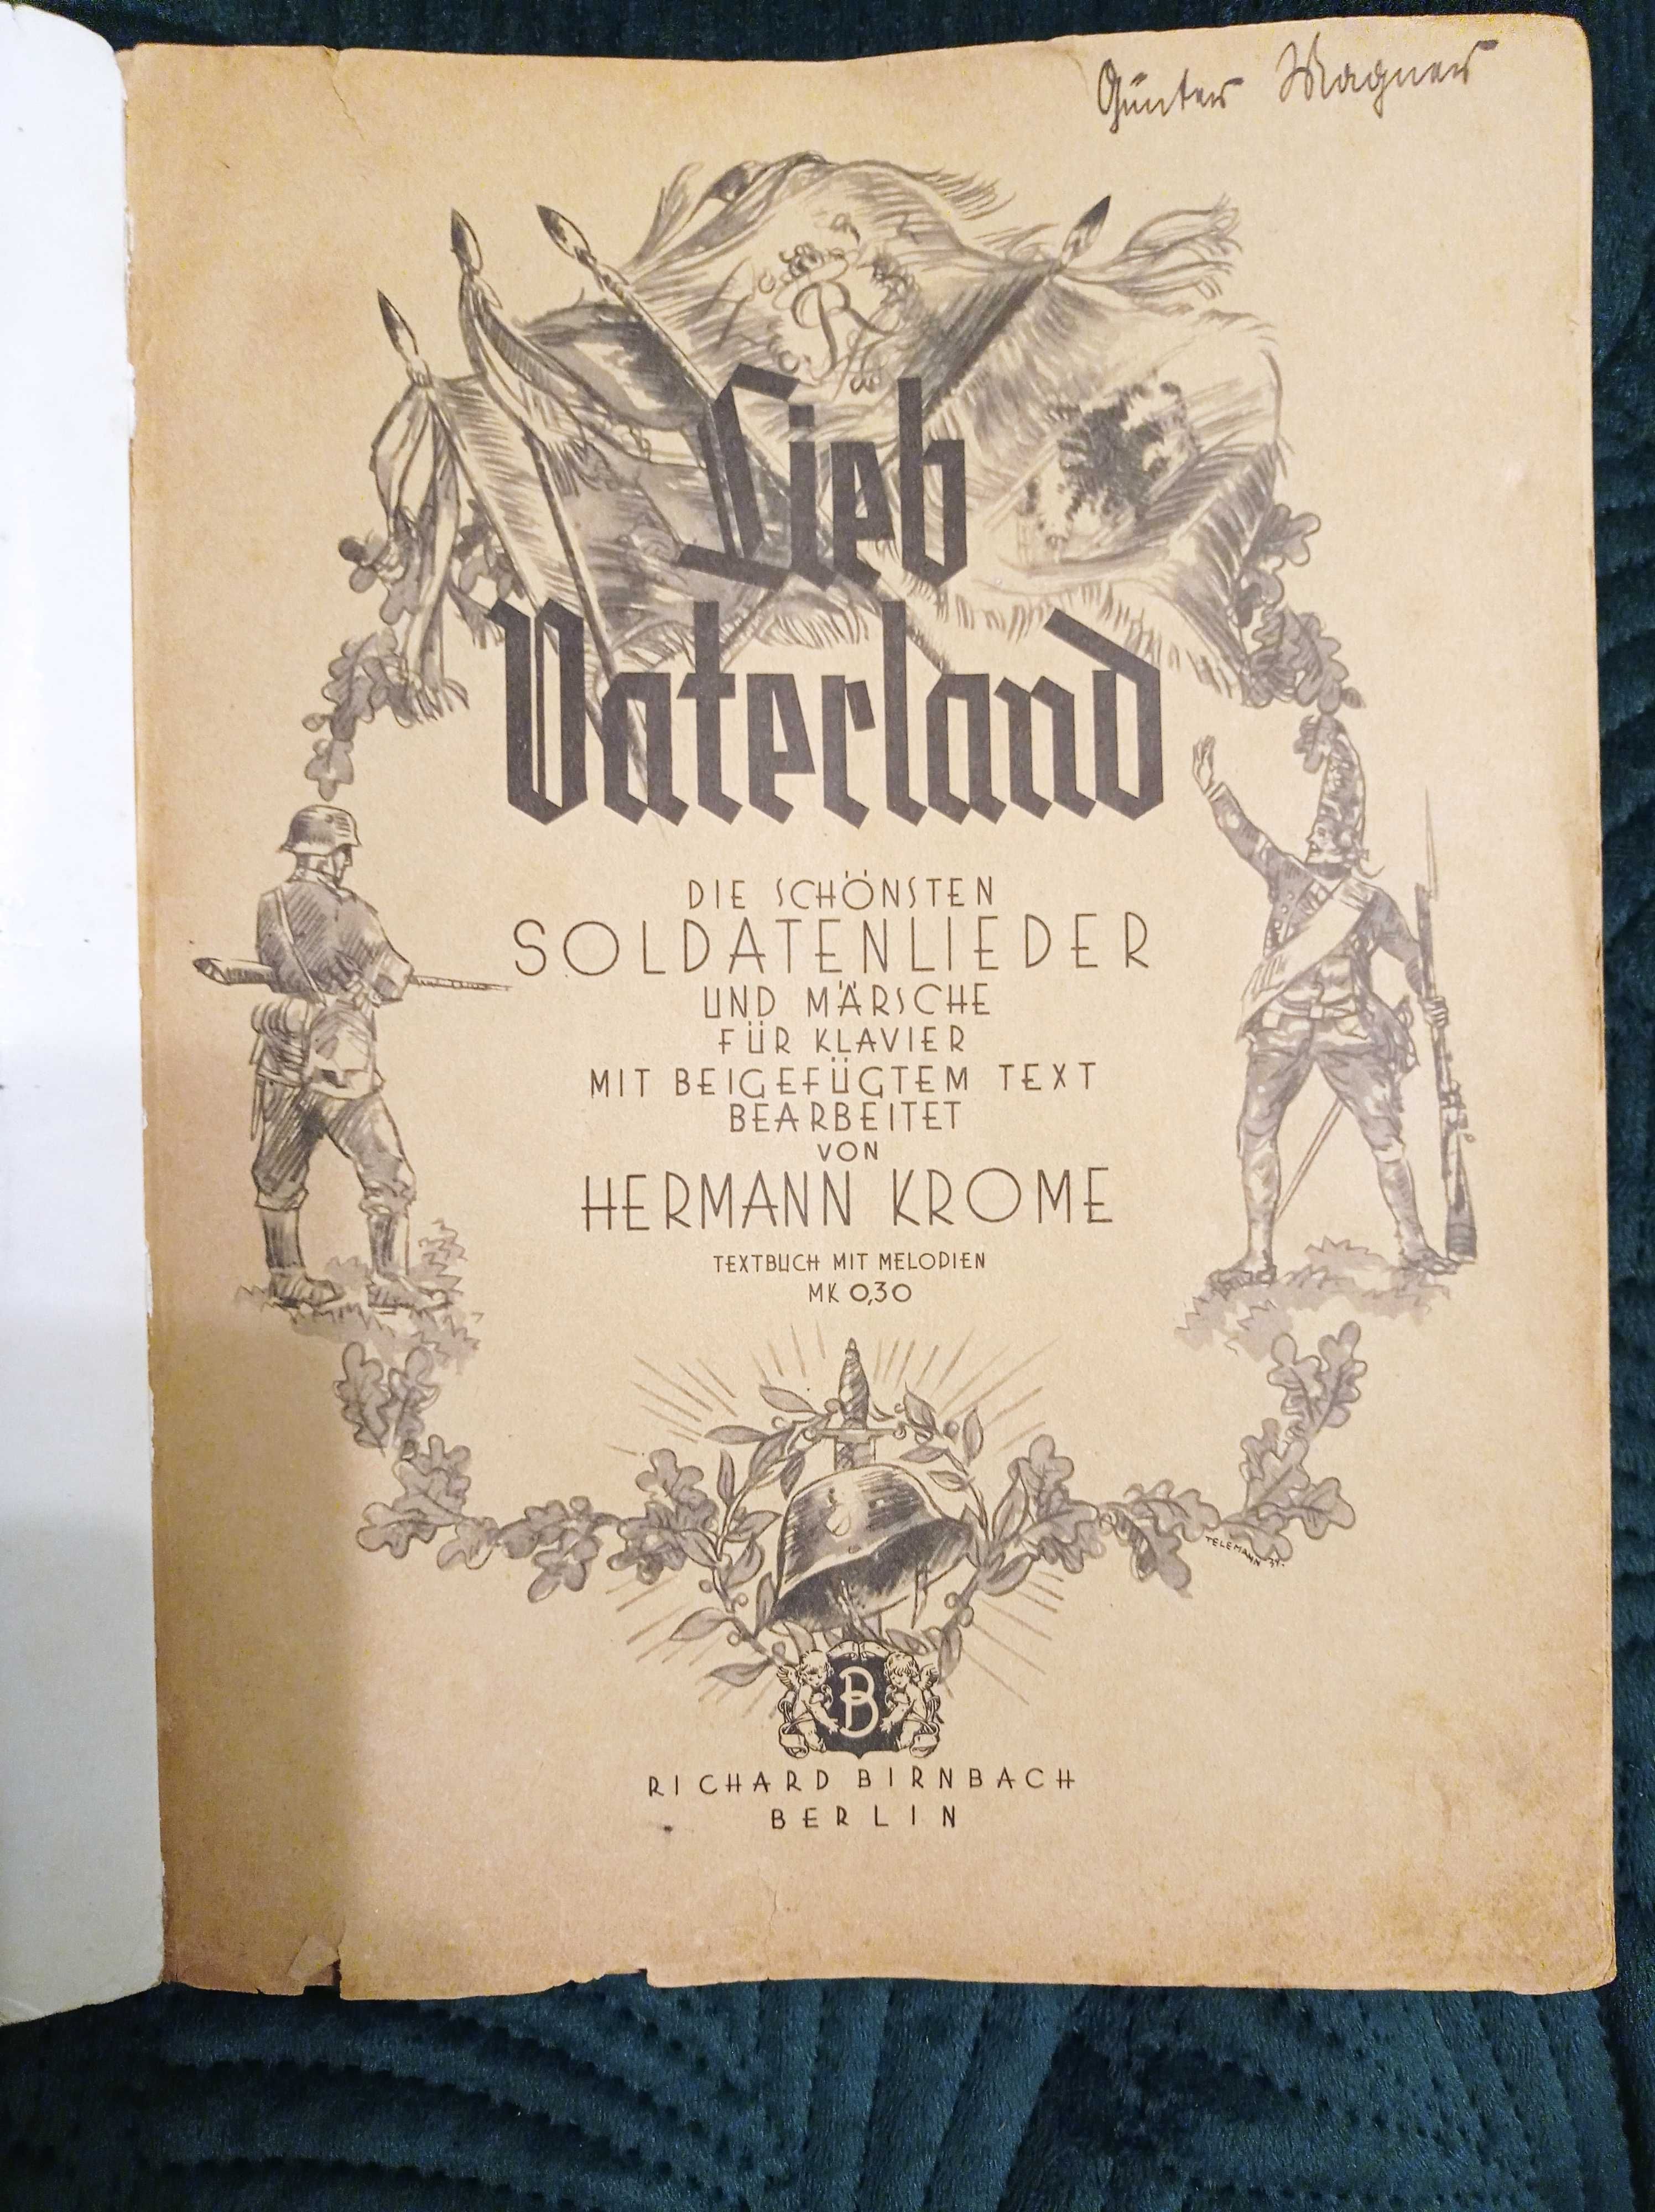 Günter Wagner
R
Lieb
Vaterland
DIE SCHÖNSTEN
SOLDATENLIEDER
UND MÄRSCHE
FÜR KLAVIER
MIT BEIGEFÜGTEM TEXT
BEARBEITET
VON
HERMANN KROME
TEXTBUCH MIT MELODIEN
MK 0,30
TELEMANN
B
RICHARD BIRNBACH
BERLIN